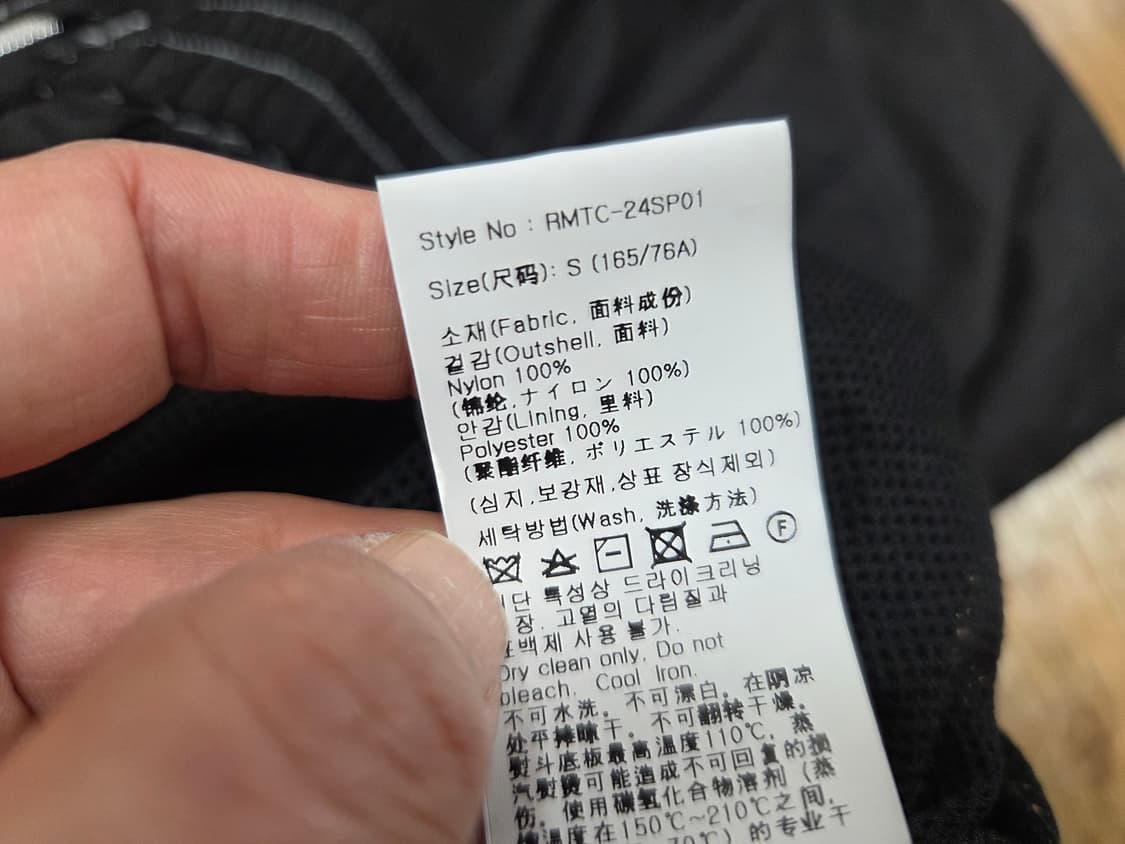 Style No : RMTC-24SP01
Size(尺码): S (165/76A)
소재(Fabric, 面料成份)
겉감(Outshell, 面料)
Nylon 100%
(锦纶,ナイロン 100%)
안감(Lining, 里料)
Polyester 100%
(聚酯纤维, ポリエステル 100%)
(심지,보강재,상표 장식제외)
세탁방법(Wash, 洗涤方法)
F
단 특성상 드라이크리닝
장. 고열의 다림질과
표백제 사용 불가.
Dry clean only, Do not
bleach, Cool Iron.
不可水洗。不可漂白。在阴凉
处平摊晾干。不可翻转干燥。
熨斗底板最高温度110℃，蒸
汽熨烫可能造成不可回复的损
伤。使用碳氢化合物溶剂（蒸
温度在150℃~210℃之间,
70℃）的专业干